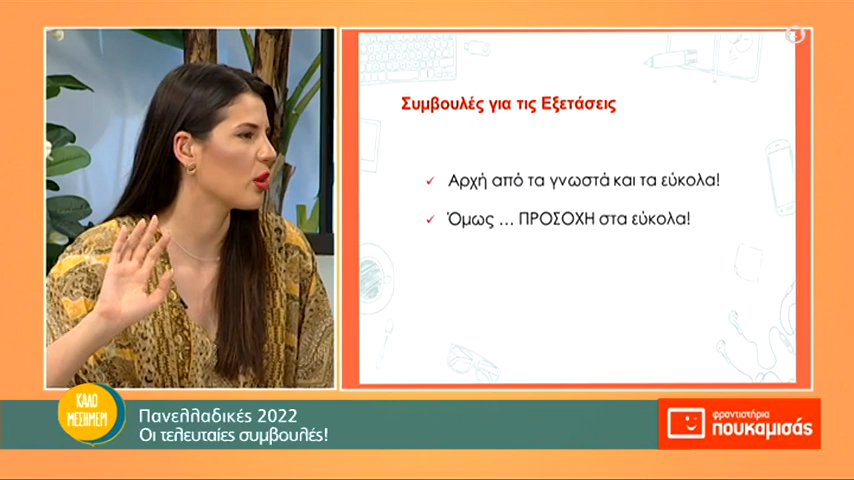 Συμβουλές για τις Εξετάσεις
✓ Αρχή από τα γνωστά και τα εύκολα!
✓ Όμως ... ΠΡΟΣΟΧΗ στα εύκολα!
ΚΑΛΟ
ΜΕΣΗΜΕΡΙ
Πανελλαδικές 2022
Οι τελευταίες συμβουλές!
φροντιστήρια
πουκαμισάς